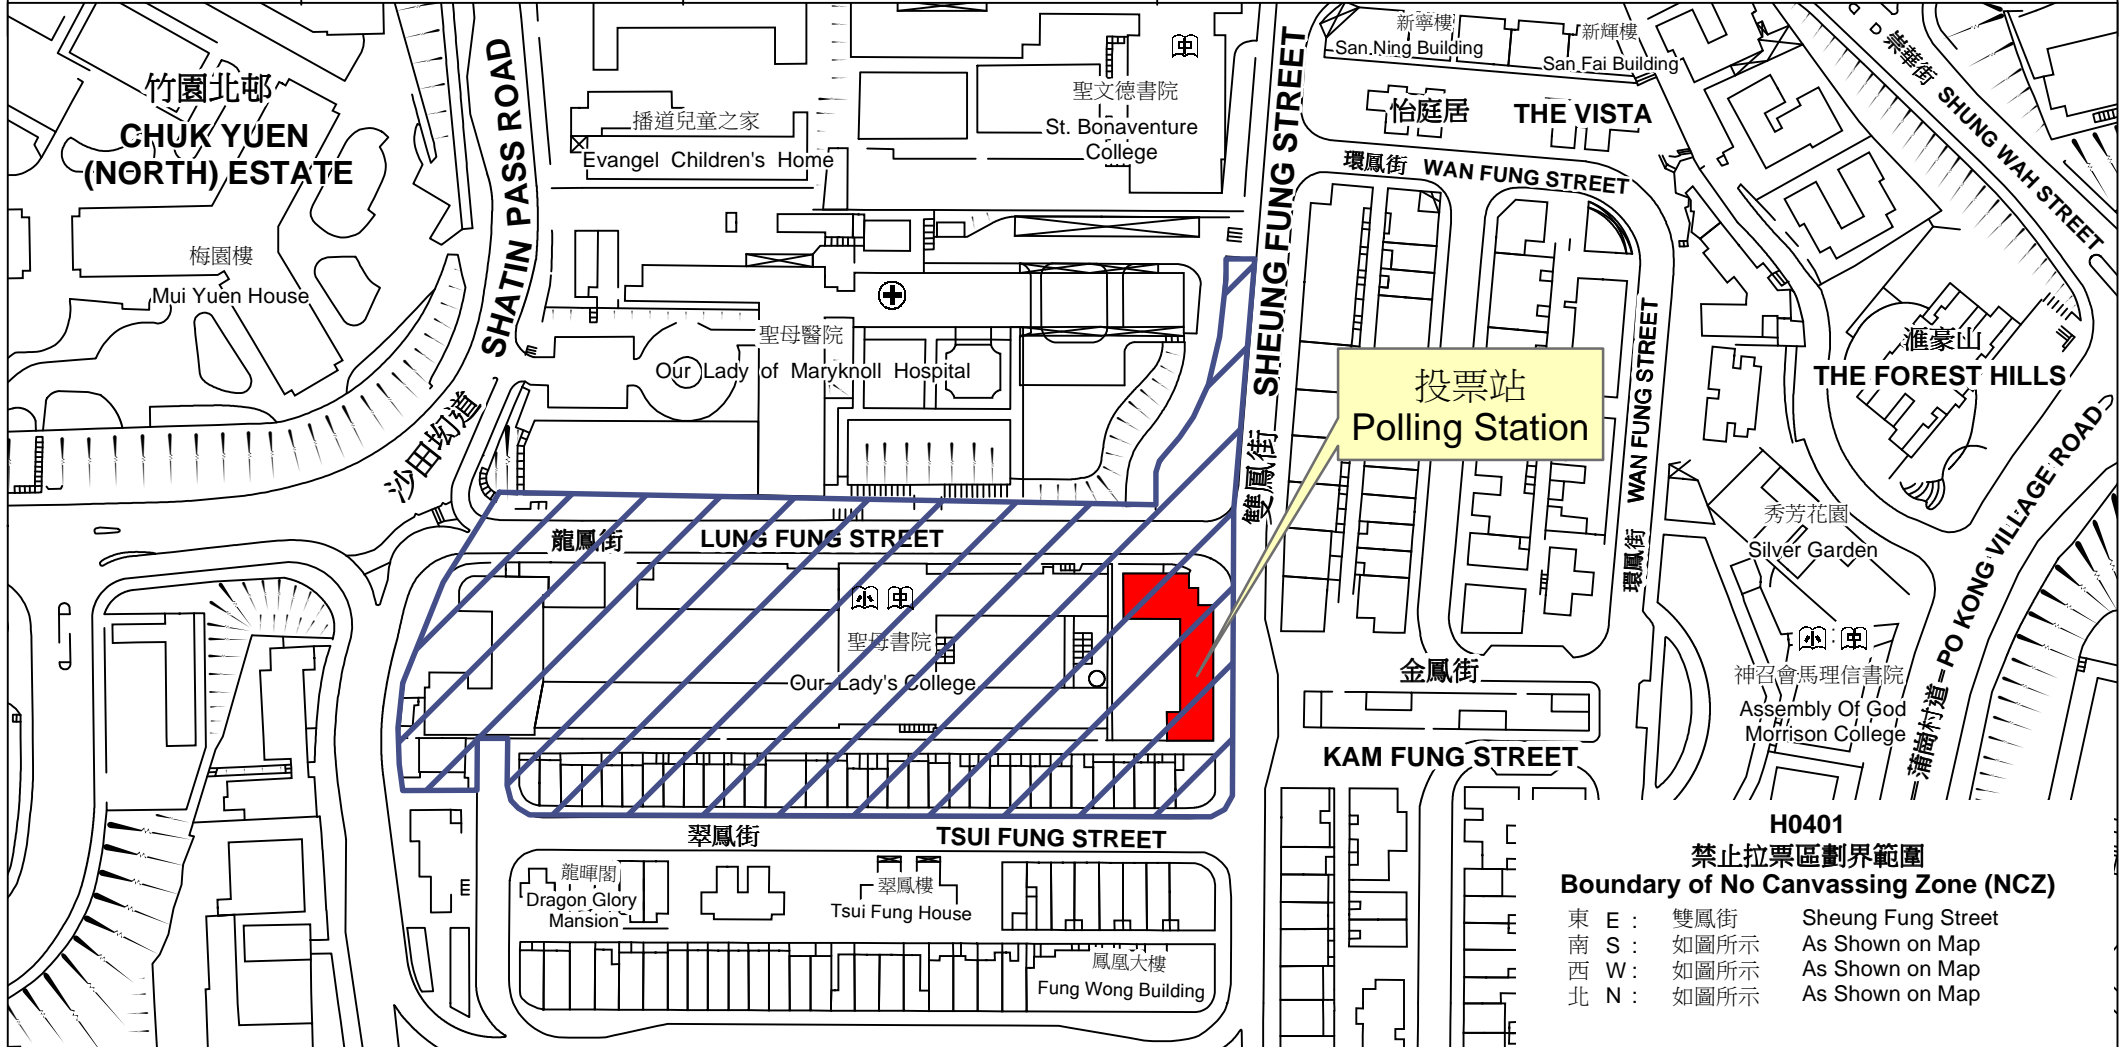 竹園北邨
CHUK YUEN
(NORTH) ESTATE
梅園樓
Mui Yuen House
SHATIN PASS ROAD
沙田坳道
播道兒童之家
Evangel Children's Home
中
聖文德書院
St. Bonaventure
College
SHEUNG FUNG STREET
雙鳳街
新寧樓
San Ning Building
新輝樓
San Fai Building
怡庭居 THE VISTA
環鳳街 WAN FUNG STREET
崇華街 SHUNG WAH STREET
聖母醫院
Our Lady of Maryknoll Hospital
投票站
Polling Station
WAN FUNG STREET
環鳳街
滙豪山
THE FOREST HILLS
秀芳花園
Silver Garden
PO KONG VILLAGE ROAD
蒲崗村道
小 中
神召會馬理信書院
Assembly Of God
Morrison College
龍鳳街 LUNG FUNG STREET
小 中
聖母書院
Our Lady's College
金鳳街
KAM FUNG STREET
翠鳳街 TSUI FUNG STREET
龍暉閣
Dragon Glory
Mansion
翠鳳樓
Tsui Fung House
鳳凰大樓
Fung Wong Building
H0401
禁止拉票區劃界範圍
Boundary of No Canvassing Zone (NCZ)
東 E : 雙鳳街 Sheung Fung Street
南 S : 如圖所示 As Shown on Map
西 W : 如圖所示 As Shown on Map
北 N : 如圖所示 As Shown on Map